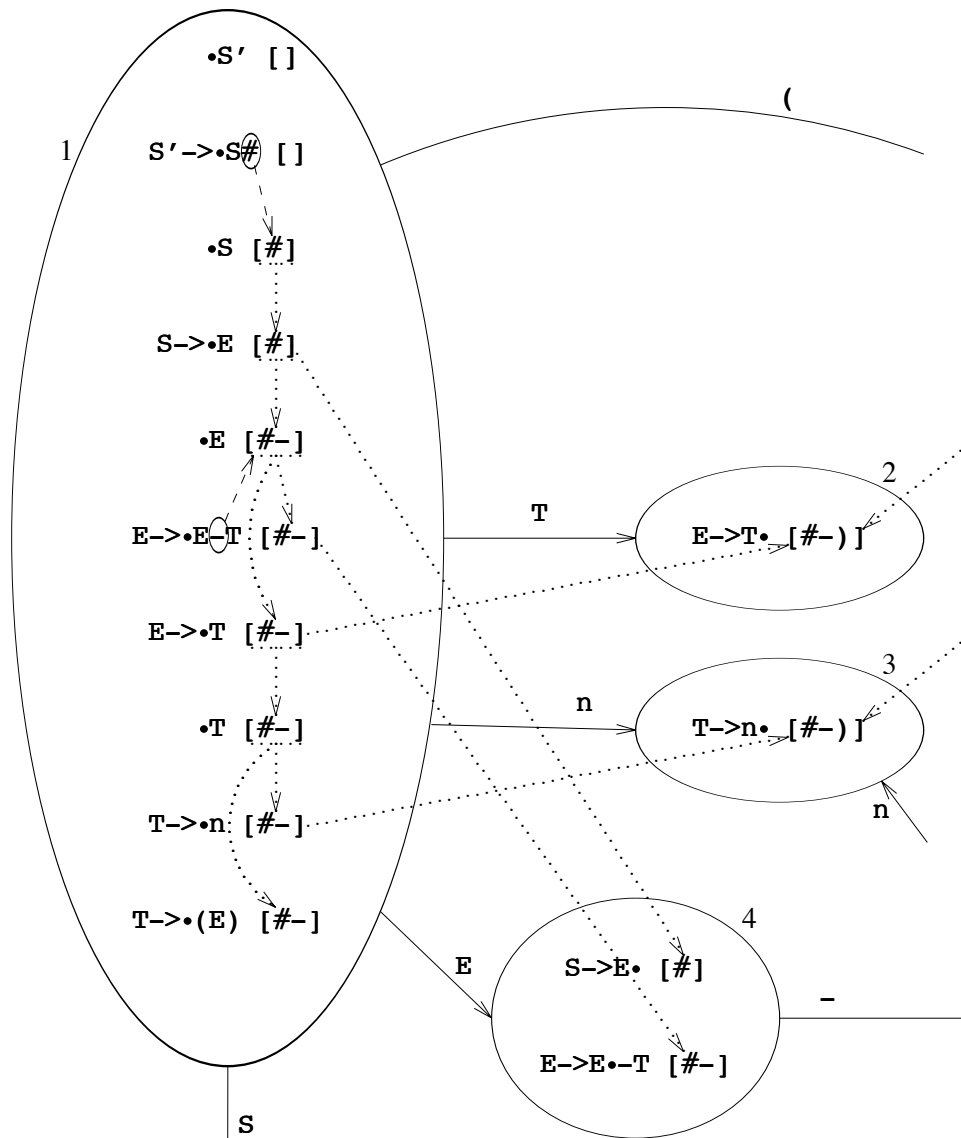 •S' []
(
1
S'->•S# []
•S [#]
S->•E [#]
•E [#-]
2
T
E->•E-T [#-]
E->T• [#-)]
E->•T [#-]
3
n
•T [#-]
T->n• [#-)]
n
T->•n [#-]
T->•(E) [#-]
4
E
S->E• [#]
-
E->E•-T [#-]
S